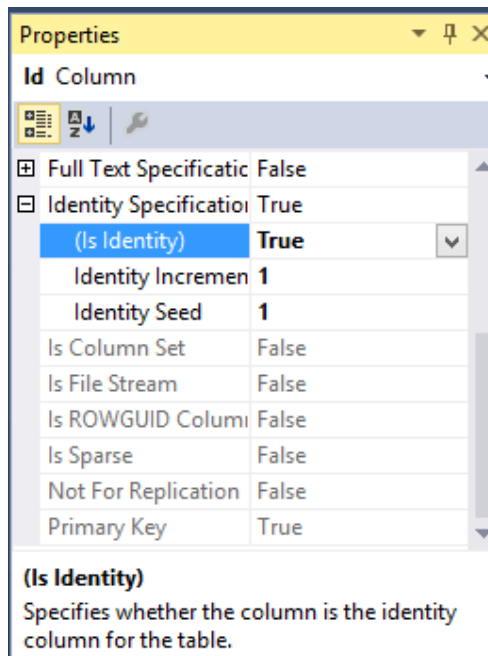 Properties
Id Column
Full Text Specificatic False
Identity Specification True
(Is Identity) True
Identity Incremen 1
Identity Seed 1
Is Column Set False
Is File Stream False
Is ROWGUID Colum False
Is Sparse False
Not For Replication False
Primary Key True
(Is Identity)
Specifies whether the column is the identity
column for the table.